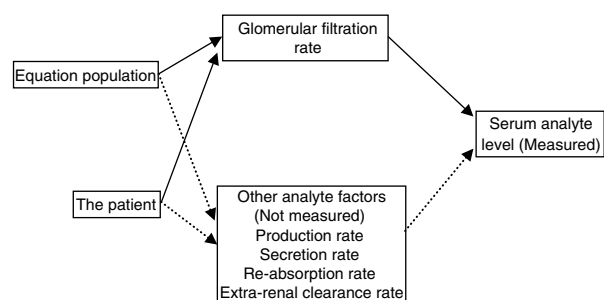 Glomerular filtration
rate
Equation population
Serum analyte
level (Measured)
The patient
Other analyte factors
(Not measured)
Production rate
Secretion rate
Re-absorption rate
Extra-renal clearance rate